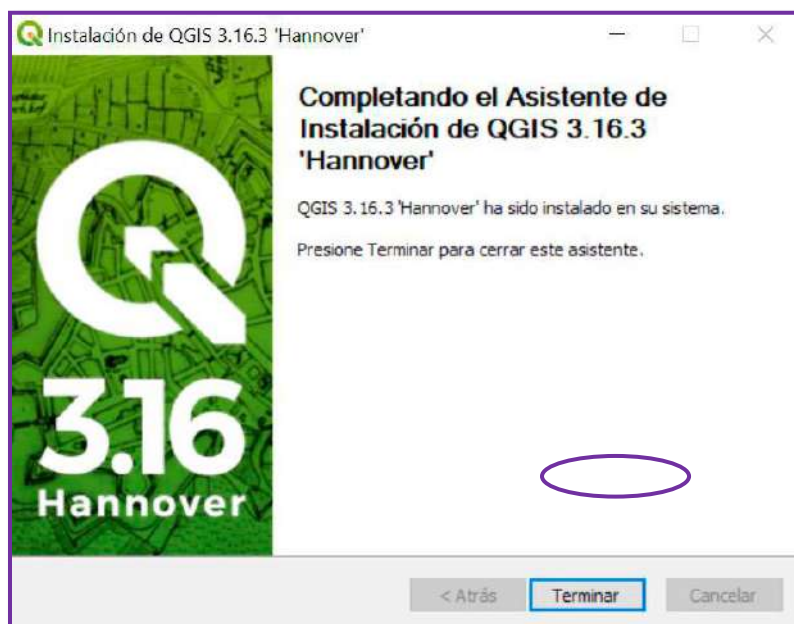 Instalación de QGIS 3.16.3 'Hannover'
Completando el Asistente de
Instalación de QGIS 3.16.3
'Hannover'
QGIS 3.16.3 'Hannover' ha sido instalado en su sistema.
Presione Terminar para cerrar este asistente.
3.16
Hannover
< Atrás
Terminar
Cancelar